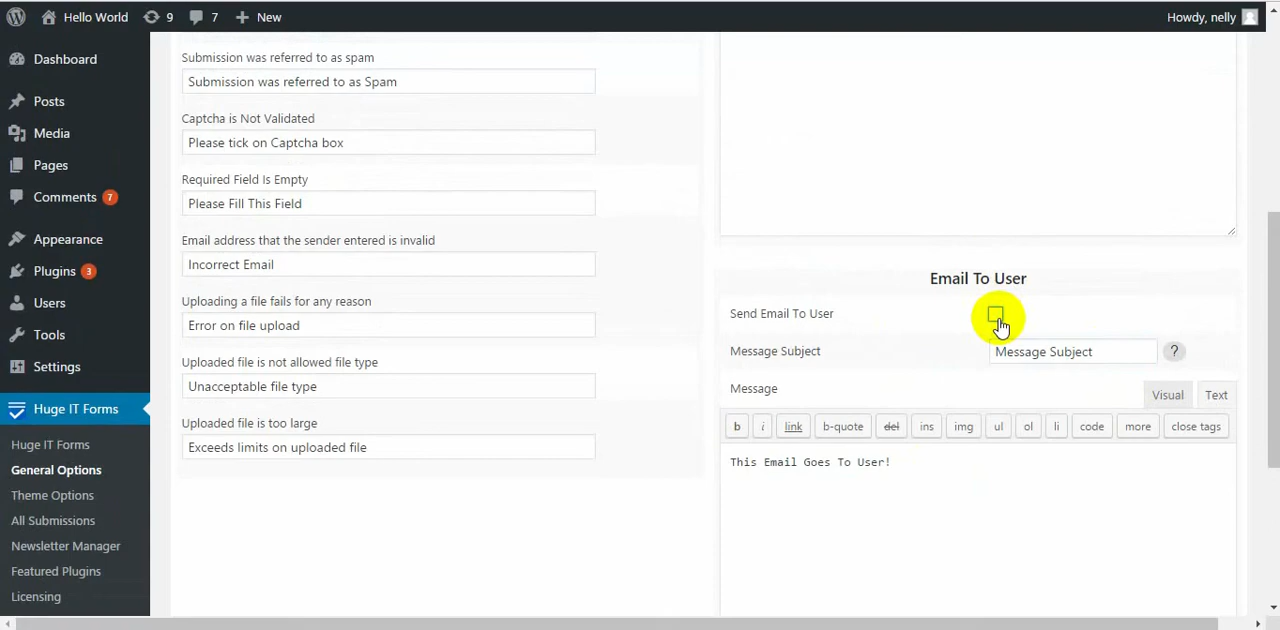 Hello World
9
7
New
Howdy, nelly
Dashboard
Posts
Media
Pages
Comments 7
Appearance
Plugins 3
Users
Tools
Settings
Huge IT Forms
Huge IT Forms
General Options
Theme Options
All Submissions
Newsletter Manager
Featured Plugins
Licensing
Submission was referred to as spam
Submission was referred to as Spam
Captcha is Not Validated
Please tick on Captcha box
Required Field Is Empty
Please Fill This Field
Email address that the sender entered is invalid
Incorrect Email
Uploading a file fails for any reason
Error on file upload
Uploaded file is not allowed file type
Unacceptable file type
Uploaded file is too large
Exceeds limits on uploaded file
Email To User
Send Email To User
Message Subject Message Subject ?
Message Visual Text
b i link b-quote del ins img ul ol li code more close tags
This Email Goes To User!